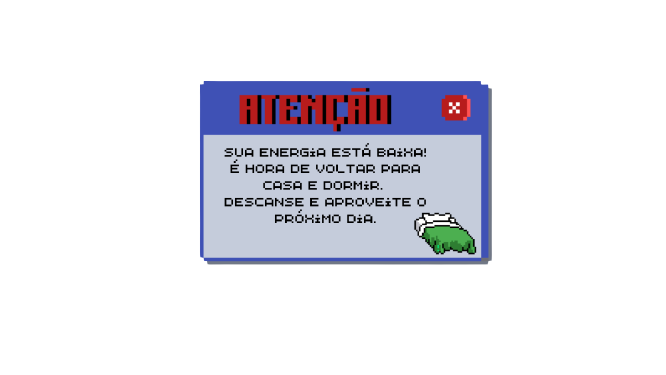 ATENÇÃO
SUA ENERGIA ESTÁ BAIXA!
É HORA DE VOLTAR PARA
CASA E DORMIR.
DESCANSE E APROVEITE O
PRÓXIMO DIA.